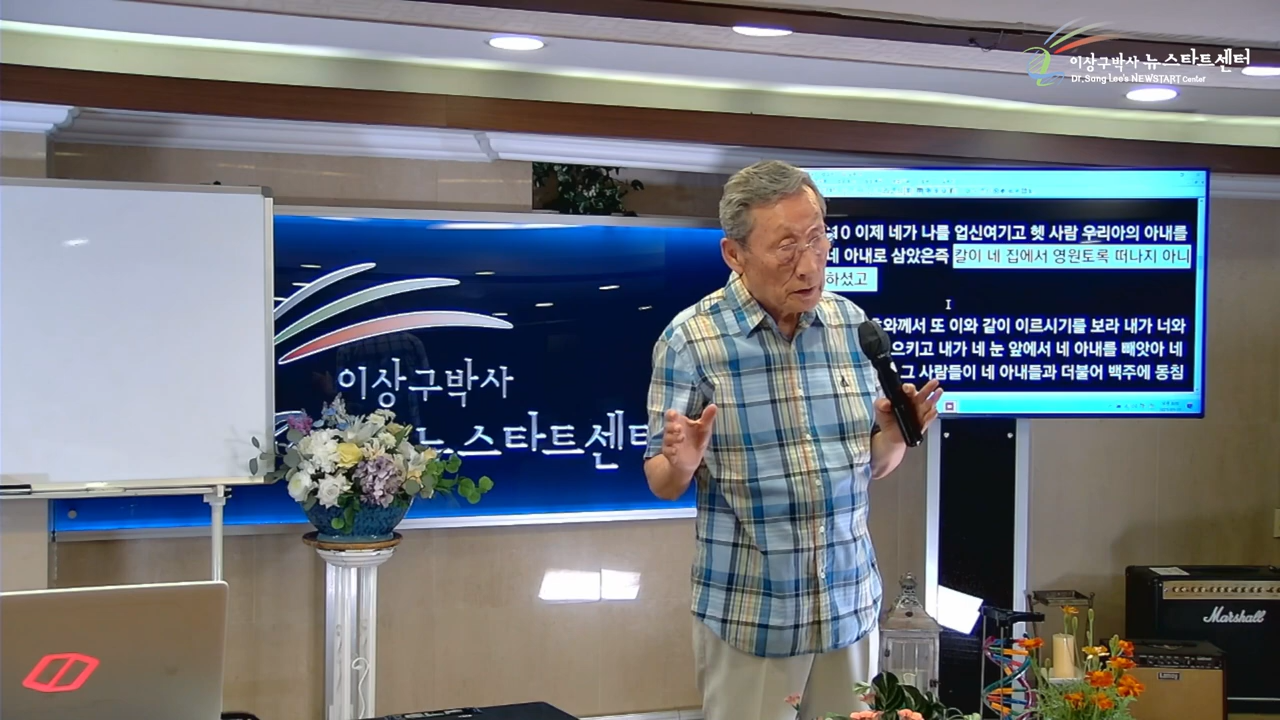 이상구박사 뉴스타트센터
Dr. Sang Lee's NEWSTART Center
10 이제 네가 나를 업신여기고 헷 사람 우리아의 아내를
네 아내로 삼았은즉 칼이 네 집에서 영원토록 떠나지 아니
하셨고
와께서 또 이와 같이 이르시기를 보라 내가 너와
으키고 내가 네 눈 앞에서 네 아내를 빼앗아 네
그 사람들이 네 아내들과 더불어 백주에 동침
이상구박사
뉴스타트센터
Marshall
Laney